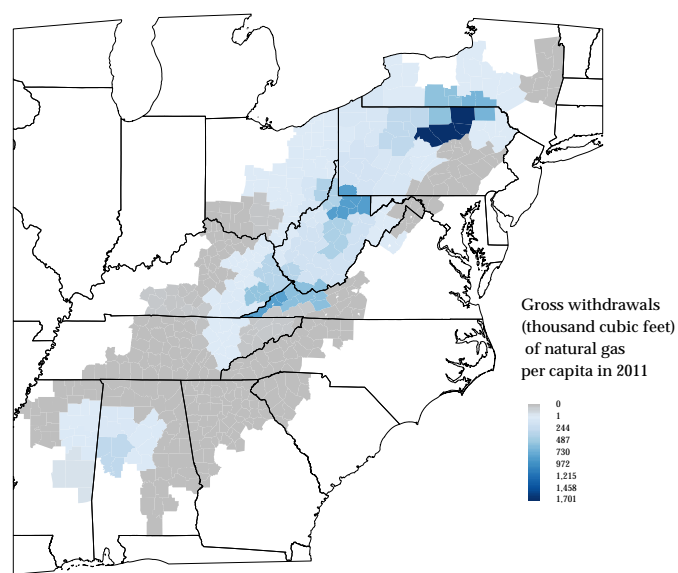 Gross withdrawals
(thousand cubic feet)
of natural gas
per capita in 2011
0
1
244
487
730
972
1,215
1,458
1,701